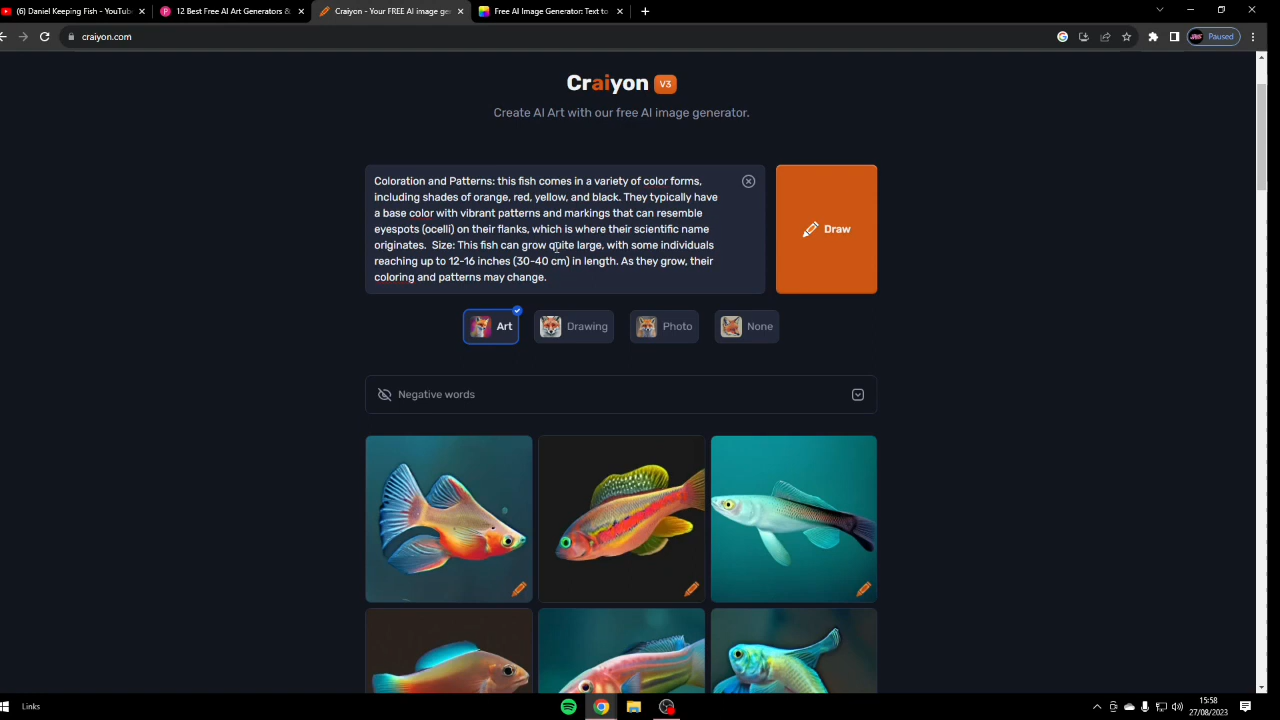 (6) Daniel Keeping Fish - YouTub
12 Best Free AI Art Generators &
Craiyon - Your FREE AI image ge
Free AI Image Generator: Text to
craiyon.com
Paused
Craiyon V3
Create AI Art with our free AI image generator.
Coloration and Patterns: this fish comes in a variety of color forms,
including shades of orange, red, yellow, and black. They typically have
a base color with vibrant patterns and markings that can resemble
eyespots (ocelli) on their flanks, which is where their scientific name
originates.  Size: This fish can grow quite large, with some individuals
reaching up to 12-16 inches (30-40 cm) in length. As they grow, their
coloring and patterns may change.
Draw
Art
Drawing
Photo
None
Negative words
Links
15:58
27/08/2023